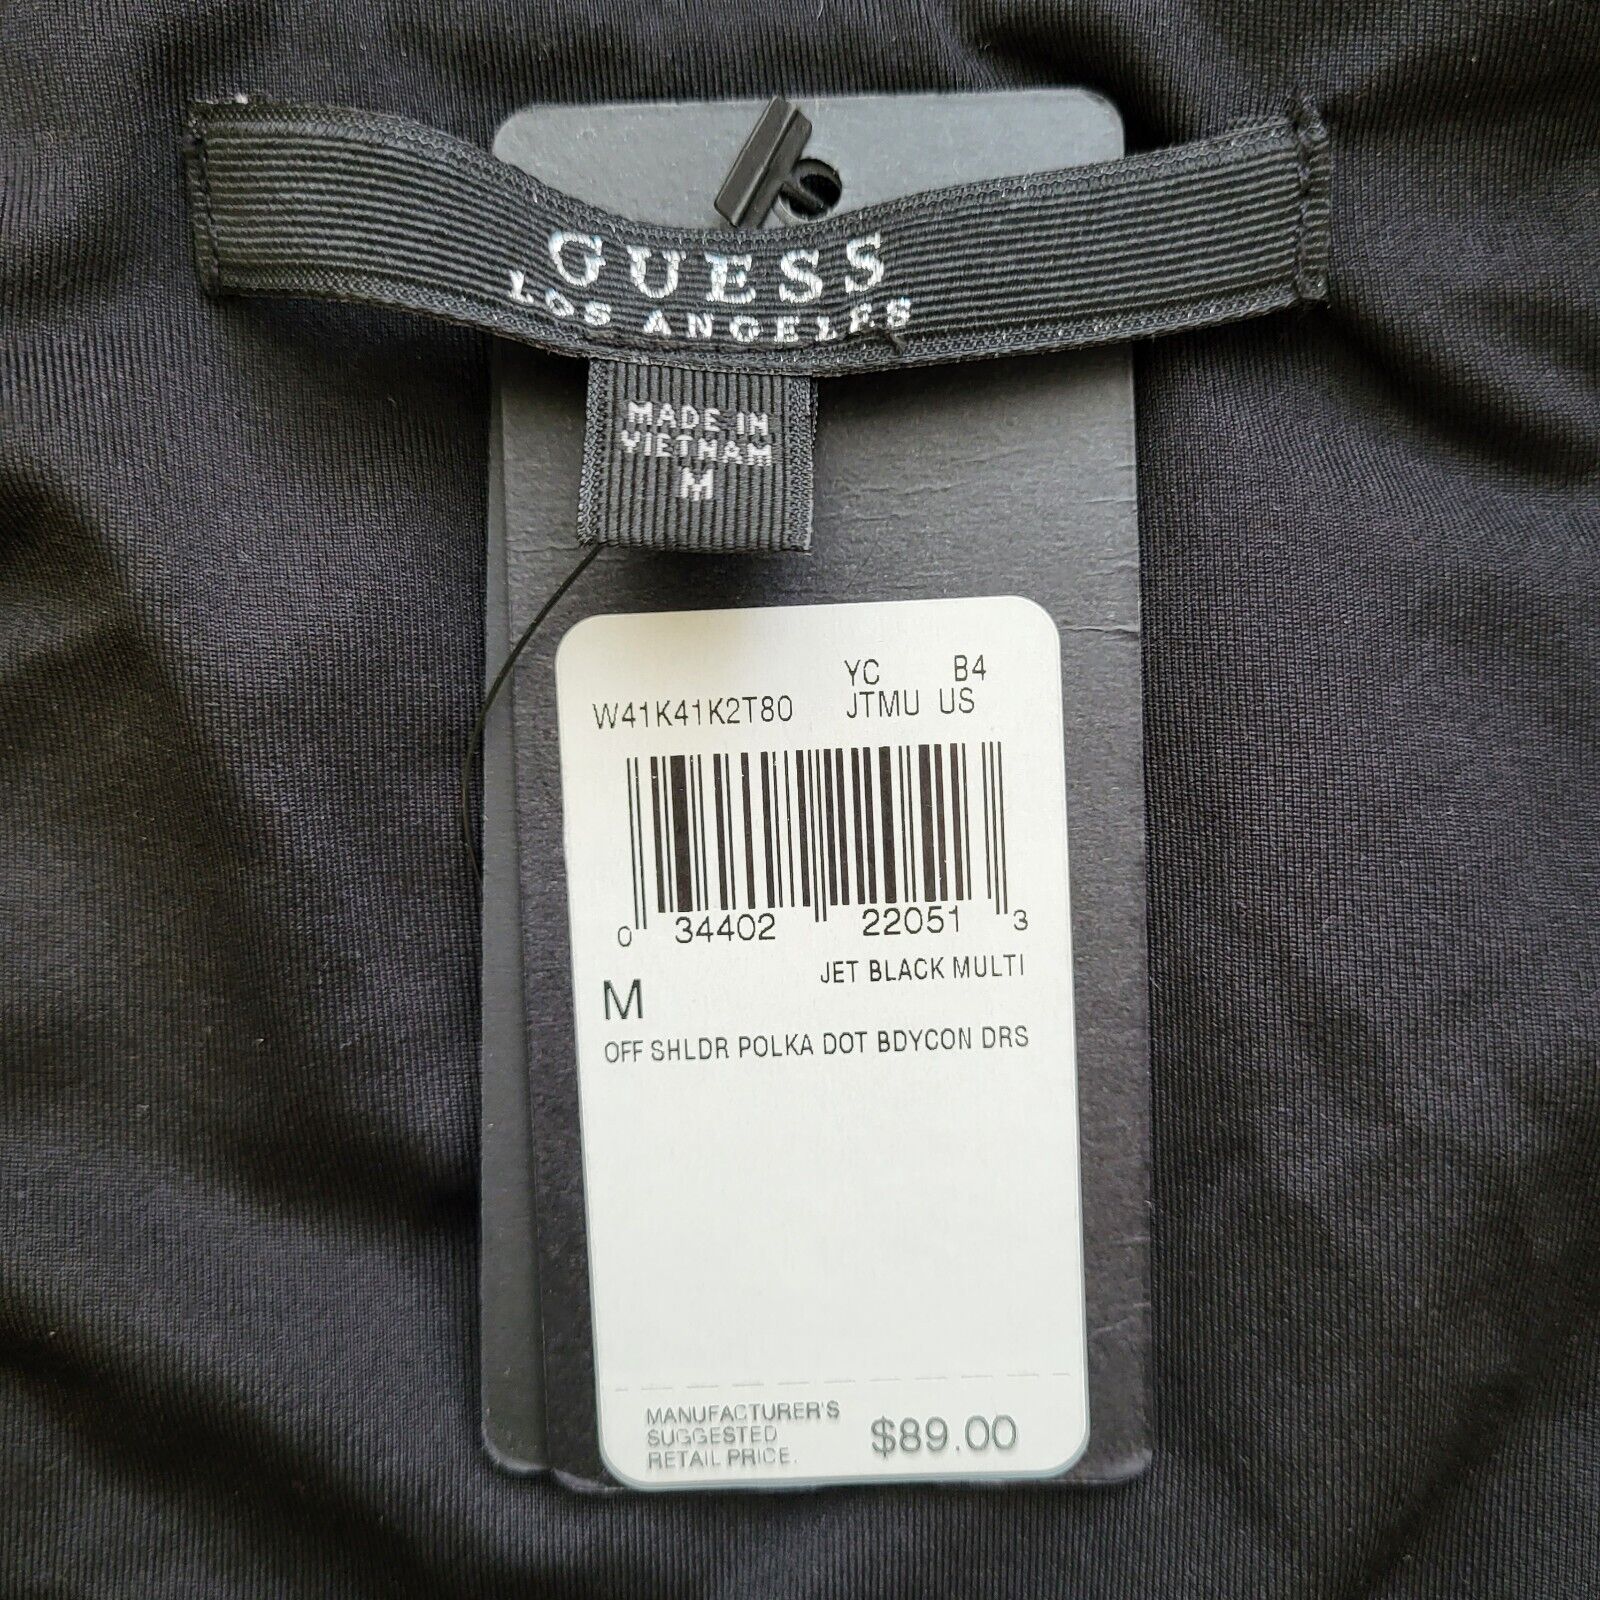 GUESS
LOS ANGELES
MADE IN
VIETNAM
M
YC B4
W41K41K2T80 JTMU US
0 34402 22051 3
JET BLACK MULTI
M
OFF SHLDR POLKA DOT BDYCON DRS
MANUFACTURER'S
SUGGESTED
RETAIL PRICE.
$89.00